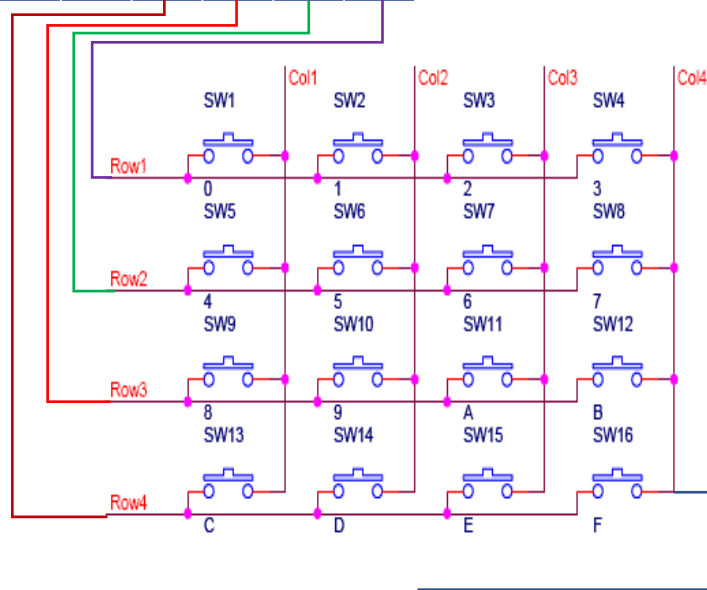 Col1 Col2 Col3 Col4
SW1 SW2 SW3 SW4
Row1
0 1 2 3
SW5 SW6 SW7 SW8
Row2
4 5 6 7
SW9 SW10 SW11 SW12
Row3
8 9 A B
SW13 SW14 SW15 SW16
Row4
C D E F